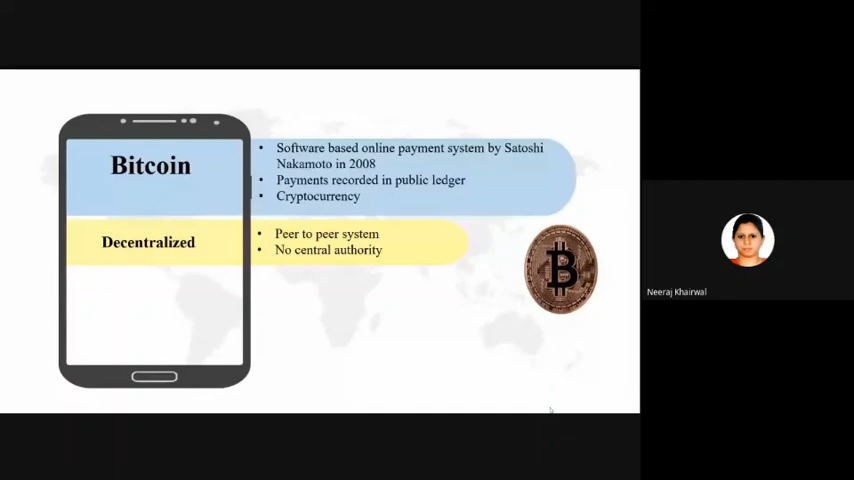 Bitcoin
• Software based online payment system by Satoshi
Nakamoto in 2008
• Payments recorded in public ledger
• Cryptocurrency
Decentralized
• Peer to peer system
• No central authority
Neeraj Khairwal